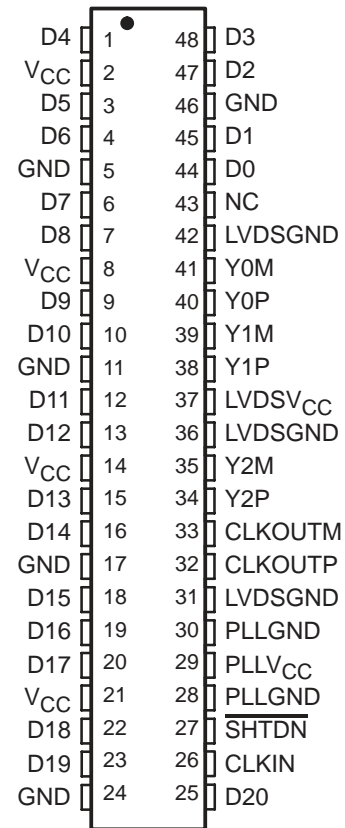 D4 1 48 D3
VCC 2 47 D2
D5 3 46 GND
D6 4 45 D1
GND 5 44 D0
D7 6 43 NC
D8 7 42 LVDSGND
VCC 8 41 Y0M
D9 9 40 Y0P
D10 10 39 Y1M
GND 11 38 Y1P
D11 12 37 LVDSVCC
D12 13 36 LVDSGND
VCC 14 35 Y2M
D13 15 34 Y2P
D14 16 33 CLKOUTM
GND 17 32 CLKOUTP
D15 18 31 LVDSGND
D16 19 30 PLLGND
D17 20 29 PLLVCC
VCC 21 28 PLLGND
D18 22 27 SHTDN
D19 23 26 CLKIN
GND 24 25 D20